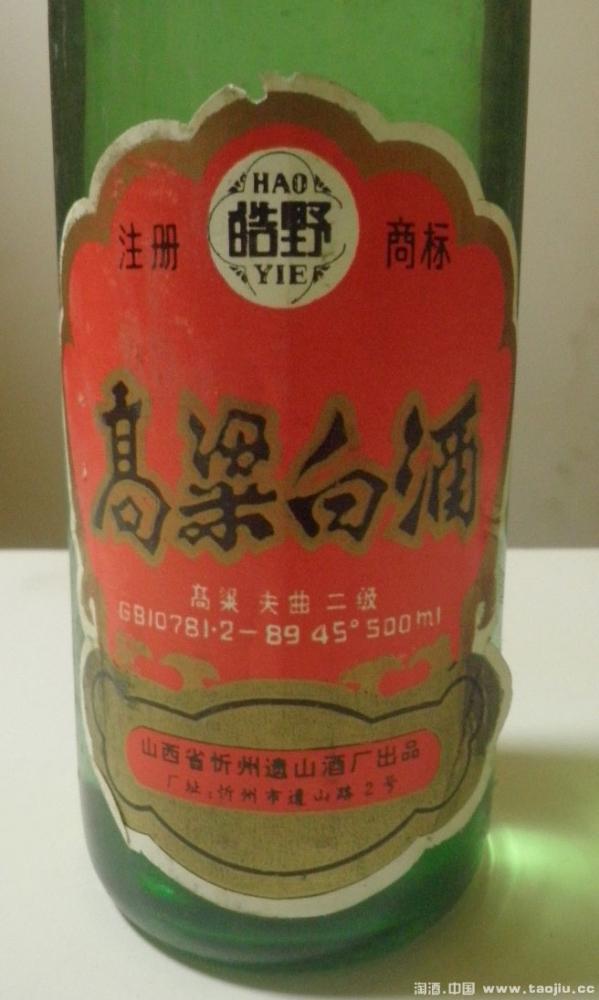 HAO
注册 皓野 商标
YIE
高粱白酒
高粱 夫曲 二级
GB10781·2-89 45° 500ml
山西省忻州遗山酒厂出品
厂址:忻州市遗山路2号
淘酒.中国 www.taojiu.cc